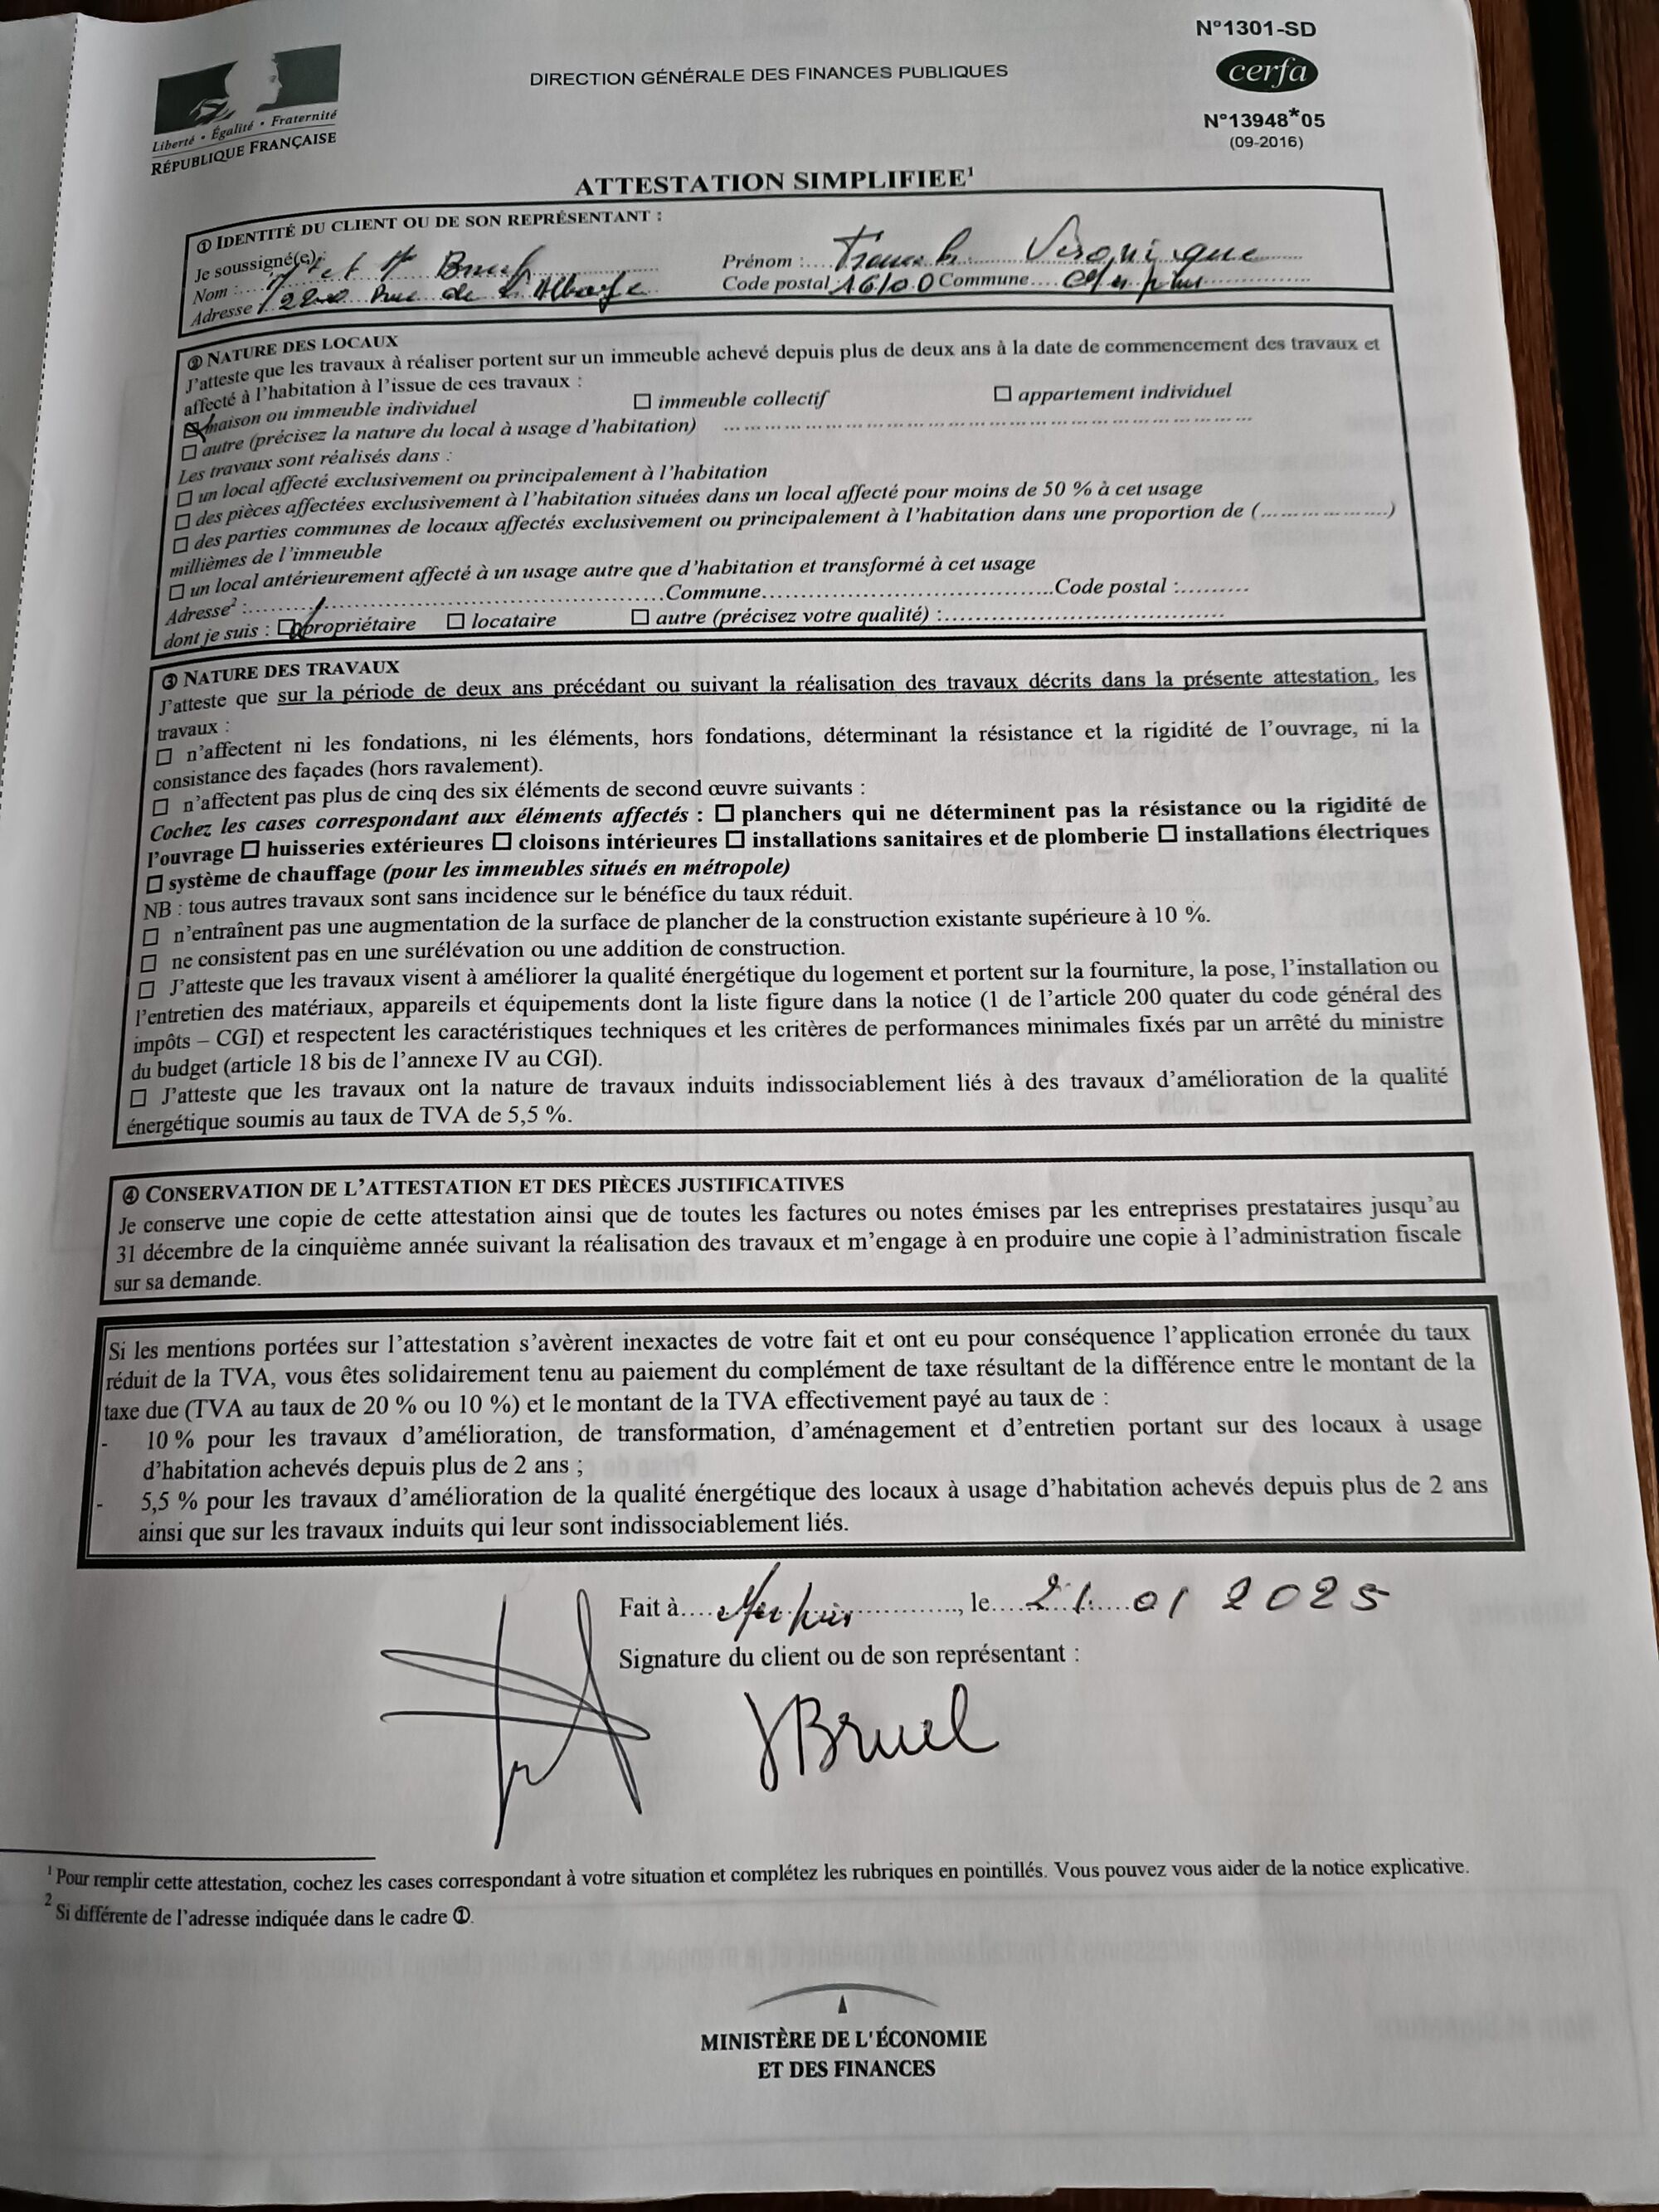 N°1301-SD
cerfa
DIRECTION GÉNÉRALE DES FINANCES PUBLIQUES
N°13948*05
(09-2016)
Liberté • Égalité • Fraternité
RÉPUBLIQUE FRANÇAISE
ATTESTATION SIMPLIFIEE¹
① IDENTITÉ DU CLIENT OU DE SON REPRÉSENTANT :
Je soussigné(e) :
Nom : Mr et Mme Bruel Prénom : Franck Veronique
Adresse : Rue de l'Abbaye Code postal : 16100 Commune
② NATURE DES LOCAUX
J'atteste que les travaux à réaliser portent sur un immeuble achevé depuis plus de deux ans à la date de commencement des travaux et
affecté à l'habitation à l'issue de ces travaux :
☒ maison ou immeuble individuel ☐ immeuble collectif ☐ appartement individuel
☐ autre (précisez la nature du local à usage d'habitation) ……………………
Les travaux sont réalisés dans :
☐ un local affecté exclusivement ou principalement à l'habitation
☐ des pièces affectées exclusivement à l'habitation situées dans un local affecté pour moins de 50 % à cet usage
☐ des parties communes de locaux affectés exclusivement ou principalement à l'habitation dans une proportion de (………………)
millièmes de l'immeuble
☐ un local antérieurement affecté à un usage autre que d'habitation et transformé à cet usage
Adresse² :……………………Commune……………………Code postal :……….
dont je suis : ☒ propriétaire ☐ locataire ☐ autre (précisez votre qualité) :……………………
③ NATURE DES TRAVAUX
J'atteste que sur la période de deux ans précédant ou suivant la réalisation des travaux décrits dans la présente attestation, les
travaux :
☐ n'affectent ni les fondations, ni les éléments, hors fondations, déterminant la résistance et la rigidité de l'ouvrage, ni la
consistance des façades (hors ravalement).
☐ n'affectent pas plus de cinq des six éléments de second œuvre suivants :
Cochez les cases correspondant aux éléments affectés : ☐ planchers qui ne déterminent pas la résistance ou la rigidité de
l'ouvrage ☐ huisseries extérieures ☐ cloisons intérieures ☐ installations sanitaires et de plomberie ☐ installations électriques
☐ système de chauffage (pour les immeubles situés en métropole)
NB : tous autres travaux sont sans incidence sur le bénéfice du taux réduit.
☐ n'entraînent pas une augmentation de la surface de plancher de la construction existante supérieure à 10 %.
☐ ne consistent pas en une surélévation ou une addition de construction.
☐ J'atteste que les travaux visent à améliorer la qualité énergétique du logement et portent sur la fourniture, la pose, l'installation ou
l'entretien des matériaux, appareils et équipements dont la liste figure dans la notice (1 de l'article 200 quater du code général des
impôts – CGI) et respectent les caractéristiques techniques et les critères de performances minimales fixés par un arrêté du ministre
du budget (article 18 bis de l'annexe IV au CGI).
☐ J'atteste que les travaux ont la nature de travaux induits indissociablement liés à des travaux d'amélioration de la qualité
énergétique soumis au taux de TVA de 5,5 %.
④ CONSERVATION DE L'ATTESTATION ET DES PIÈCES JUSTIFICATIVES
Je conserve une copie de cette attestation ainsi que de toutes les factures ou notes émises par les entreprises prestataires jusqu'au
31 décembre de la cinquième année suivant la réalisation des travaux et m'engage à en produire une copie à l'administration fiscale
sur sa demande.
Si les mentions portées sur l'attestation s'avèrent inexactes de votre fait et ont eu pour conséquence l'application erronée du taux
réduit de la TVA, vous êtes solidairement tenu au paiement du complément de taxe résultant de la différence entre le montant de la
taxe due (TVA au taux de 20 % ou 10 %) et le montant de la TVA effectivement payé au taux de :
- 10 % pour les travaux d'amélioration, de transformation, d'aménagement et d'entretien portant sur des locaux à usage
d'habitation achevés depuis plus de 2 ans ;
- 5,5 % pour les travaux d'amélioration de la qualité énergétique des locaux à usage d'habitation achevés depuis plus de 2 ans
ainsi que sur les travaux induits qui leur sont indissociablement liés.
Fait à, le 21 01 2025
Signature du client ou de son représentant :
VBruel
¹ Pour remplir cette attestation, cochez les cases correspondant à votre situation et complétez les rubriques en pointillés. Vous pouvez vous aider de la notice explicative.
² Si différente de l'adresse indiquée dans le cadre ①.
MINISTÈRE DE L'ÉCONOMIE
ET DES FINANCES